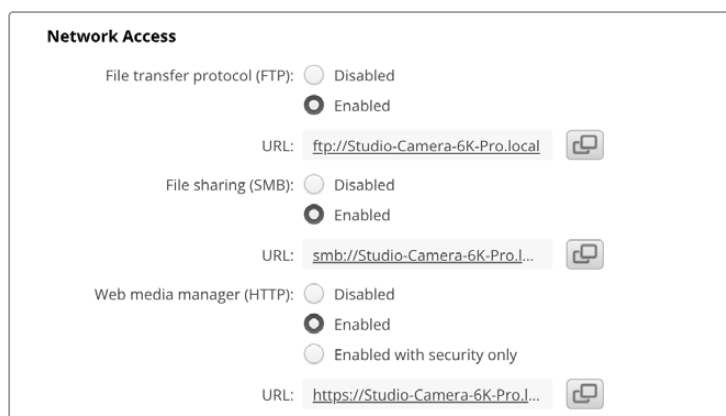 Network Access
File transfer protocol (FTP): Disabled
Enabled
URL: ftp://Studio-Camera-6K-Pro.local
File sharing (SMB): Disabled
Enabled
URL: smb://Studio-Camera-6K-Pro.l...
Web media manager (HTTP): Disabled
Enabled
Enabled with security only
URL: https://Studio-Camera-6K-Pro.l...